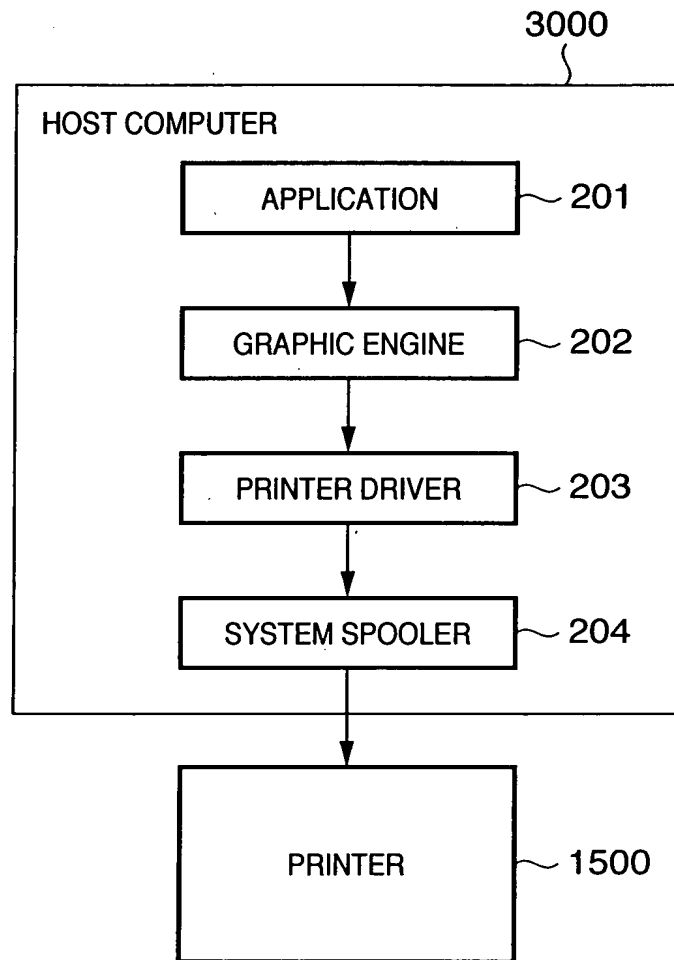 3000
HOST COMPUTER
APPLICATION 201
GRAPHIC ENGINE 202
PRINTER DRIVER 203
SYSTEM SPOOLER 204
PRINTER 1500